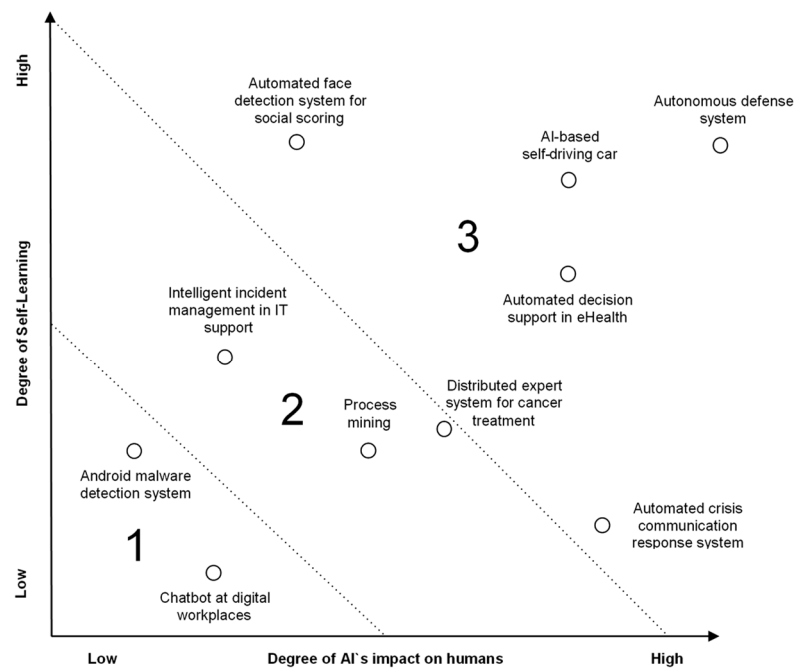 High
Automated face
detection system for
social scoring
Autonomous defense
system
AI-based
self-driving car
3
Degree of Self-Learning
Intelligent incident
management in IT
support
Automated decision
support in eHealth
2
Process
mining
Distributed expert
system for cancer
treatment
Android malware
detection system
1
Automated crisis
communication
response system
Low
Chatbot at digital
workplaces
Low
Degree of AI`s impact on humans
High